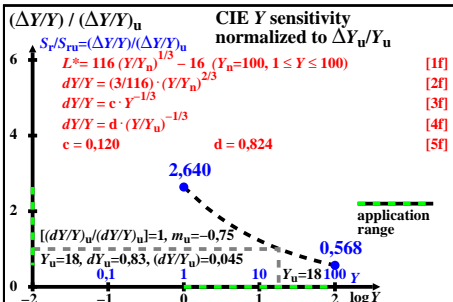 (ΔY/Y) / (ΔY/Y)u
CIE Y sensitivity
normalized to ΔYu/Yu
Sr/Sru=(ΔY/Y)/(ΔY/Y)u
L*= 116 (Y/Yn)^1/3 − 16 (Yn=100, 1 ≤ Y ≤ 100) [1f]
dY/Y = (3/116) · (Y/Yn)^2/3 [2f]
dY/Y = c · Y^−1/3 [3f]
dY/Y = d · (Y/Yu)^−1/3 [4f]
c = 0,120 d = 0,824 [5f]
6
4
2
0
2,640
0,568
application
range
[(dY/Y)u/(dY/Y)u]=1, mu=−0,75
Yu=18, dYu=0,83, (dY/Y)u=0,045
0,1 1 10 Yu=18 100 Y
−2 −1 0 1 2 log Y